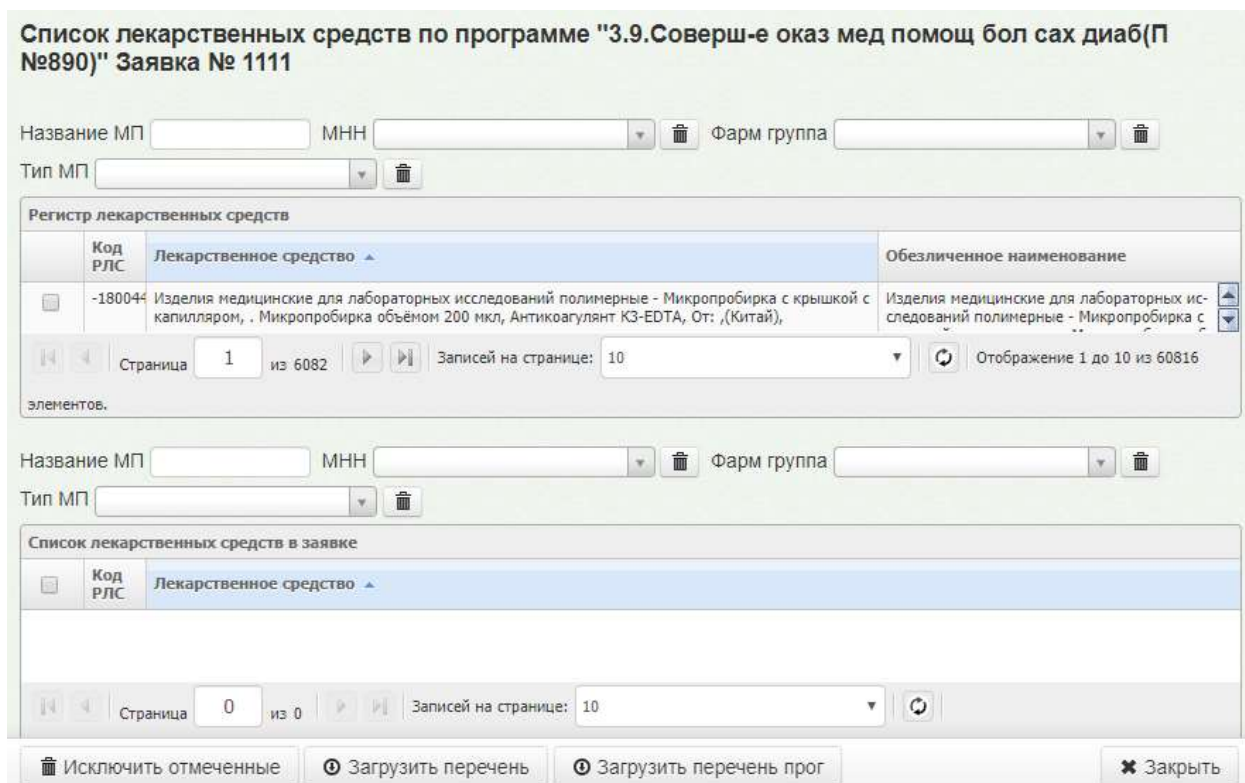 Список лекарственных средств по программе "3.9.Соверш-е оказ мед помощ бол сах диаб(П
№890)" Заявка № 1111
Название МП МНН Фарм группа
Тип МП
Регистр лекарственных средств
Код РЛС Лекарственное средство Обезличенное наименование
-180044 Изделия медицинские для лабораторных исследований полимерные - Микропробирка с крышкой с Изделия медицинские для лабораторных ис-
капилляром, . Микропробирка объёмом 200 мкл, Антикоагулянт К3-EDTA, От: ,(Китай), следований полимерные - Микропробирка с
Страница 1 из 6082 Записей на странице: 10 Отображение 1 до 10 из 60816
элементов.
Название МП МНН Фарм группа
Тип МП
Список лекарственных средств в заявке
Код РЛС Лекарственное средство
Страница 0 из 0 Записей на странице: 10
Исключить отмеченные Загрузить перечень Загрузить перечень прог Закрыть